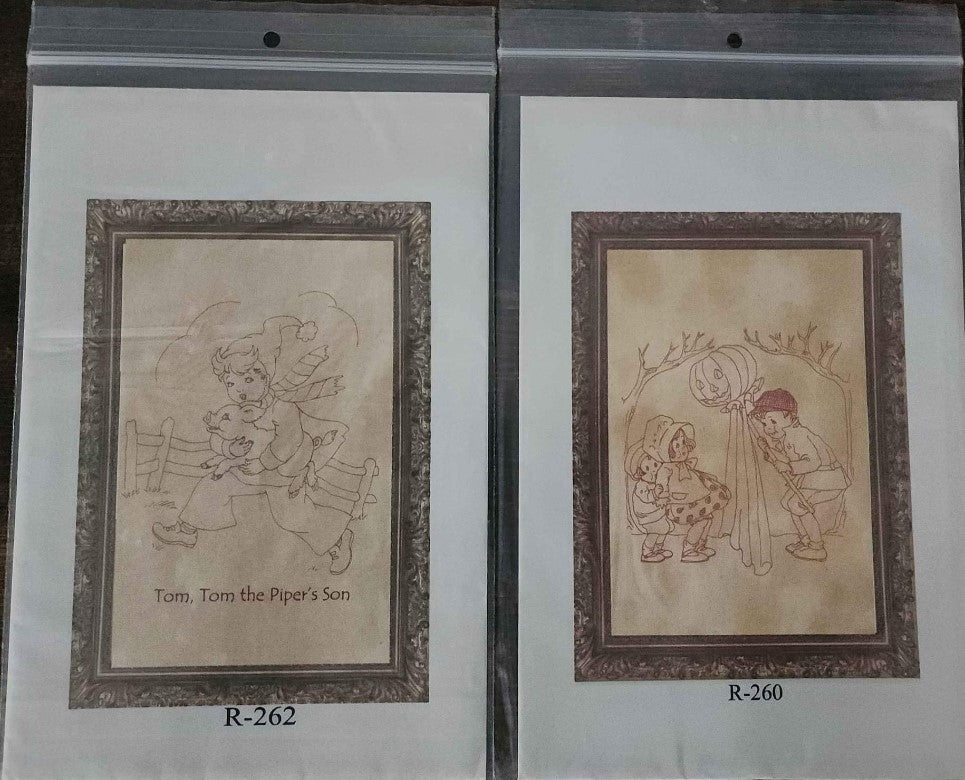 Tom, Tom the Piper's Son
R-262
R-260